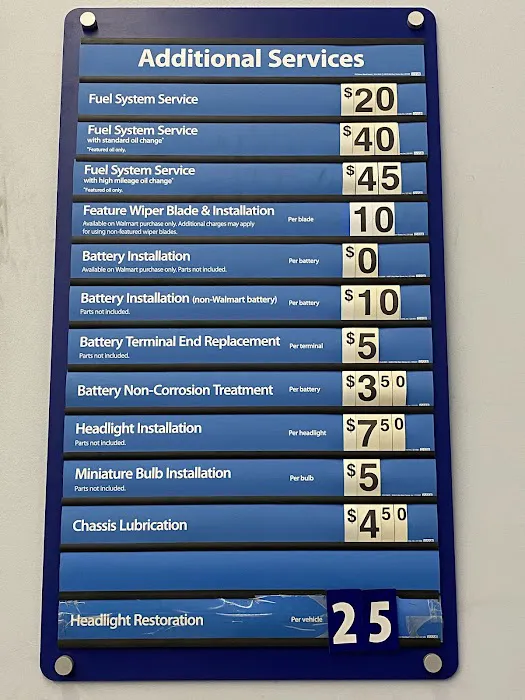 Additional Services
Fuel System Service $20
Fuel System Service
with standard oil change*
*Featured oil only.
$40
Fuel System Service
with high mileage oil change*
*Featured oil only.
$45
Feature Wiper Blade & Installation
Available on Walmart purchase only. Additional charges may apply
for using non-featured wiper blades.
Per blade 10
Battery Installation
Available on Walmart purchase only. Parts not included.
Per battery $0
Battery Installation (non-Walmart battery)
Parts not included.
Per battery $10
Battery Terminal End Replacement
Parts not included.
Per terminal $5
Battery Non-Corrosion Treatment Per battery $3 50
Headlight Installation
Parts not included.
Per headlight $7 50
Miniature Bulb Installation
Parts not included.
Per bulb $5
Chassis Lubrication $4 50
Headlight Restoration Per vehicle 25